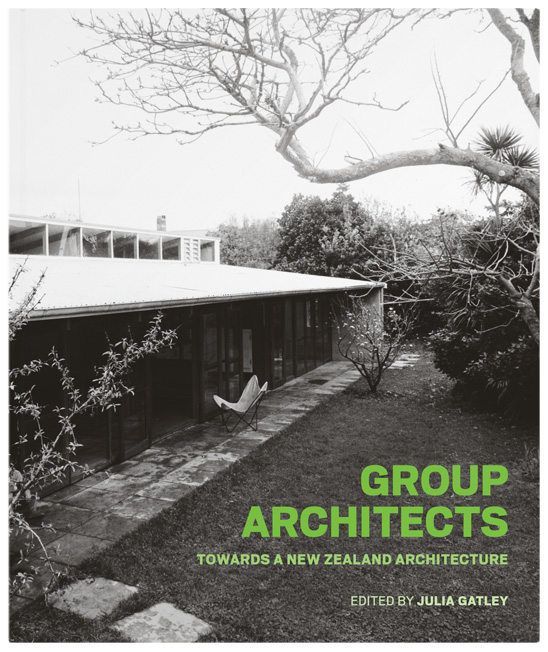 GROUP
ARCHITECTS
TOWARDS A NEW ZEALAND ARCHITECTURE
EDITED BY JULIA GATLEY